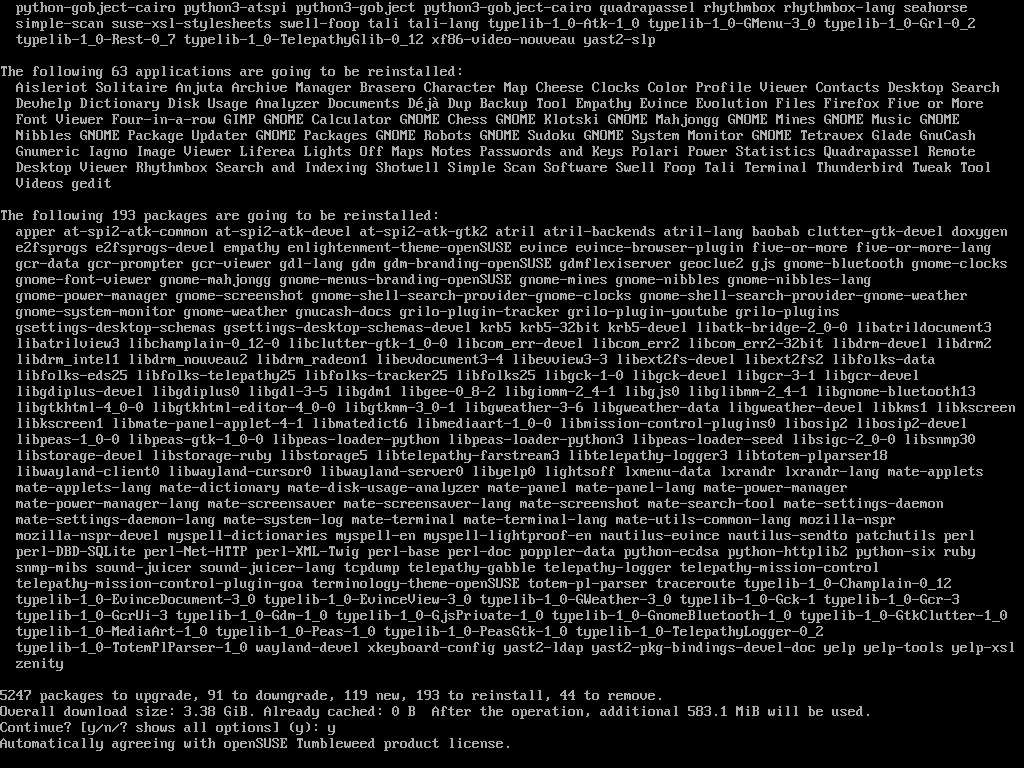 python-gobject-cairo python3-atspi python3-gobject python3-gobject-cairo quadrapassel rhythmbox rhythmbox-lang seahorse
simple-scan suse-xsl-stylesheets swell-foop tali tali-lang typelib-1_0-Atk-1_0 typelib-1_0-GMenu-3_0 typelib-1_0-Grl-0_2
typelib-1_0-Rest-0_7 typelib-1_0-TelepathyGlib-0_12 xf86-video-nouveau yast2-slp
The following 63 applications are going to be reinstalled:
Aisleriot Solitaire Anjuta Archive Manager Brasero Character Map Cheese Clocks Color Profile Viewer Contacts Desktop Search
Devhelp Dictionary Disk Usage Analyzer Documents Déjà Dup Backup Tool Empathy Evince Evolution Files Firefox Five or More
Font Viewer Four-in-a-row GIMP GNOME Calculator GNOME Chess GNOME Klotski GNOME Mahjongg GNOME Mines GNOME Music GNOME
Nibbles GNOME Package Updater GNOME Packages GNOME Robots GNOME Sudoku GNOME System Monitor GNOME Tetravex Glade GnuCash
Gnumeric Iagno Image Viewer Liferea Lights Off Maps Notes Passwords and Keys Polari Power Statistics Quadrapassel Remote
Desktop Viewer Rhythmbox Search and Indexing Shotwell Simple Scan Software Swell Foop Tali Terminal Thunderbird Tweak Tool
Videos gedit
The following 193 packages are going to be reinstalled:
apper at-spi2-atk-common at-spi2-atk-devel at-spi2-atk-gtk2 atril atril-backends atril-lang baobab clutter-gtk-devel doxygen
e2fsprogs e2fsprogs-devel empathy enlightenment-theme-openSUSE evince evince-browser-plugin five-or-more five-or-more-lang
gcr-data gcr-prompter gcr-viewer gdl-lang gdm gdm-branding-openSUSE gdmflexiserver geoclue2 gjs gnome-bluetooth gnome-clocks
gnome-font-viewer gnome-mahjongg gnome-menus-branding-openSUSE gnome-mines gnome-nibbles gnome-nibbles-lang
gnome-power-manager gnome-screenshot gnome-shell-search-provider-gnome-clocks gnome-shell-search-provider-gnome-weather
gnome-system-monitor gnome-weather gnucash-docs grilo-plugin-tracker grilo-plugin-youtube grilo-plugins
gsettings-desktop-schemas gsettings-desktop-schemas-devel krb5 krb5-32bit krb5-devel libatk-bridge-2_0-0 libatrildocument3
libatrilview3 libchamplain-0_12-0 libclutter-gtk-1_0-0 libcom_err-devel libcom_err2 libcom_err2-32bit libdrm-devel libdrm2
libdrm_intel1 libdrm_nouveau2 libdrm_radeon1 libevdocument3-4 libevview3-3 libext2fs-devel libext2fs2 libfolks-data
libfolks-eds25 libfolks-telepathy25 libfolks-tracker25 libfolks25 libgck-1-0 libgck-devel libgcr-3-1 libgcr-devel
libgdiplus-devel libgdiplus0 libgdl-3-5 libgdm1 libgee-0_8-2 libgiomm-2_4-1 libgjs0 libglibmm-2_4-1 libgnome-bluetooth13
libgtkhtml-4_0-0 libgtkhtml-editor-4_0-0 libgtkmm-3_0-1 libgweather-3-6 libgweather-data libgweather-devel libkms1 libkscreen
libkscreen1 libmate-panel-applet-4-1 libmatedict6 libmediaart-1_0-0 libmission-control-plugins0 libosip2 libosip2-devel
libpeas-1_0-0 libpeas-gtk-1_0-0 libpeas-loader-python libpeas-loader-python3 libpeas-loader-seed libsigc-2_0-0 libsnmp30
libstorage-devel libstorage-ruby libstorage5 libtelepathy-farstream3 libtelepathy-logger3 libtotem-plparser18
libwayland-client0 libwayland-cursor0 libwayland-server0 libyelp0 lightsoff lxmenu-data lxrandr lxrandr-lang mate-applets
mate-applets-lang mate-dictionary mate-disk-usage-analyzer mate-panel mate-panel-lang mate-power-manager
mate-power-manager-lang mate-screensaver mate-screensaver-lang mate-screenshot mate-search-tool mate-settings-daemon
mate-settings-daemon-lang mate-system-log mate-terminal mate-terminal-lang mate-utils-common-lang mozilla-nspr
mozilla-nspr-devel myspell-dictionaries myspell-en myspell-lightproof-en nautilus-evince nautilus-sendto patchutils perl
perl-DBD-SQLite perl-Net-HTTP perl-XML-Twig perl-base perl-doc poppler-data python-ecdsa python-httplib2 python-six ruby
snmp-mibs sound-juicer sound-juicer-lang tcpdump telepathy-gabble telepathy-logger telepathy-mission-control
telepathy-mission-control-plugin-goa terminology-theme-openSUSE totem-pl-parser traceroute typelib-1_0-Champlain-0_12
typelib-1_0-EvinceDocument-3_0 typelib-1_0-EvinceView-3_0 typelib-1_0-GWeather-3_0 typelib-1_0-Gck-1 typelib-1_0-Gcr-3
typelib-1_0-GcrUi-3 typelib-1_0-Gdm-1_0 typelib-1_0-GjsPrivate-1_0 typelib-1_0-GnomeBluetooth-1_0 typelib-1_0-GtkClutter-1_0
typelib-1_0-MediaArt-1_0 typelib-1_0-Peas-1_0 typelib-1_0-PeasGtk-1_0 typelib-1_0-TelepathyLogger-0_2
typelib-1_0-TotemPlParser-1_0 wayland-devel xkeyboard-config yast2-ldap yast2-pkg-bindings-devel-doc yelp yelp-tools yelp-xsl
zenity
5247 packages to upgrade, 91 to downgrade, 119 new, 193 to reinstall, 44 to remove.
Overall download size: 3.38 GiB. Already cached: 0 B  After the operation, additional 583.1 MiB will be used.
Continue? [y/n/? shows all options] (y): y
Automatically agreeing with openSUSE Tumbleweed product license.